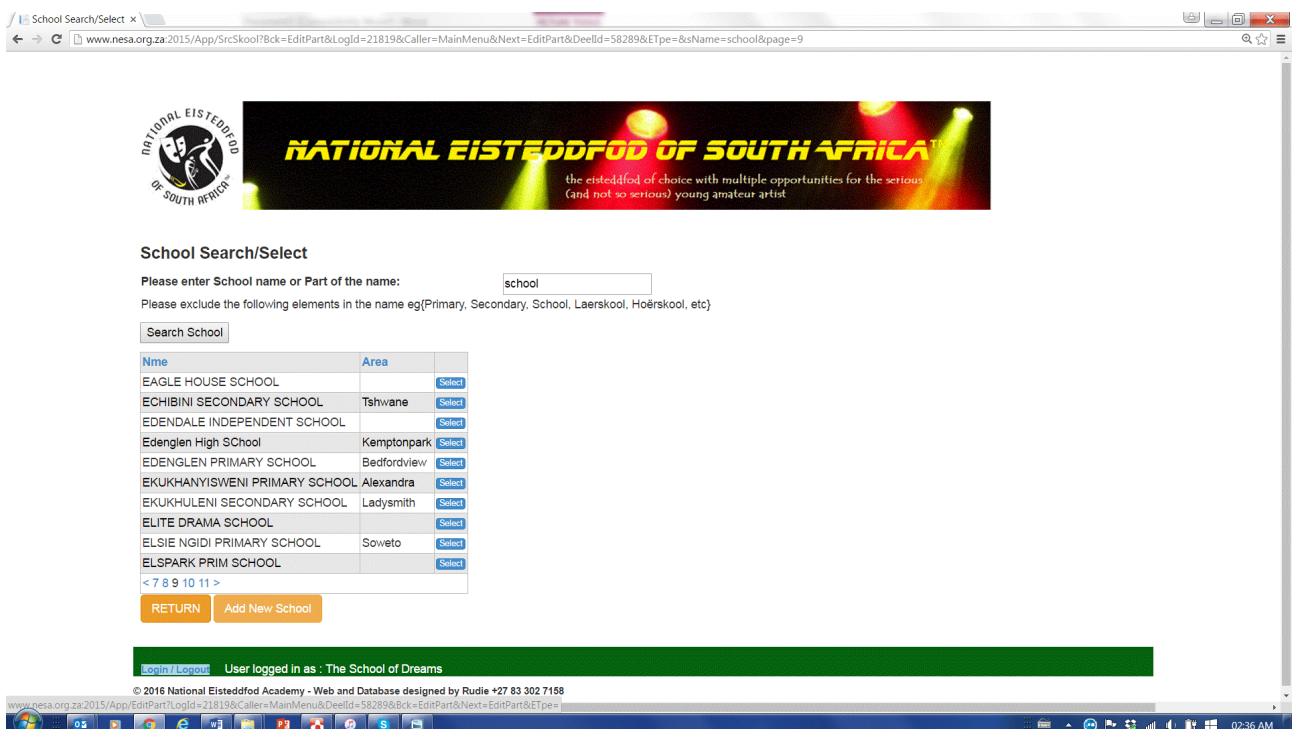 School Search/Select ×
www.nesa.org.za:2015/App/SrcSkool?Bck=EditPart&LogId=21819&Caller=MainMenu&Next=EditPart&DeelId=58289&ETpe=&sName=school&page=9
NATIONAL EISTEDDFOD
OF SOUTH AFRICA
NATIONAL EISTEDDFOD OF SOUTH AFRICA™
the eisteddfod of choice with multiple opportunities for the serious
(and not so serious) young amateur artist
School Search/Select
Please enter School name or Part of the name: school
Please exclude the following elements in the name eg{Primary, Secondary, School, Laerskool, Hoërskool, etc}
Search School
Nme Area
EAGLE HOUSE SCHOOL Select
ECHIBINI SECONDARY SCHOOL Tshwane Select
EDENDALE INDEPENDENT SCHOOL Select
Edenglen High SChool Kemptonpark Select
EDENGLEN PRIMARY SCHOOL Bedfordview Select
EKUKHANYISWENI PRIMARY SCHOOL Alexandra Select
EKUKHULENI SECONDARY SCHOOL Ladysmith Select
ELITE DRAMA SCHOOL Select
ELSIE NGIDI PRIMARY SCHOOL Soweto Select
ELSPARK PRIM SCHOOL Select
< 7 8 9 10 11 >
RETURN Add New School
Login / Logout User logged in as : The School of Dreams
© 2016 National Eisteddfod Academy - Web and Database designed by Rudie +27 83 302 7158
www.nesa.org.za:2015/App/EditPart?LogId=21819&Caller=MainMenu&DeelId=58289&Bck=EditPart&Next=EditPart&ETpe=
02:36 AM